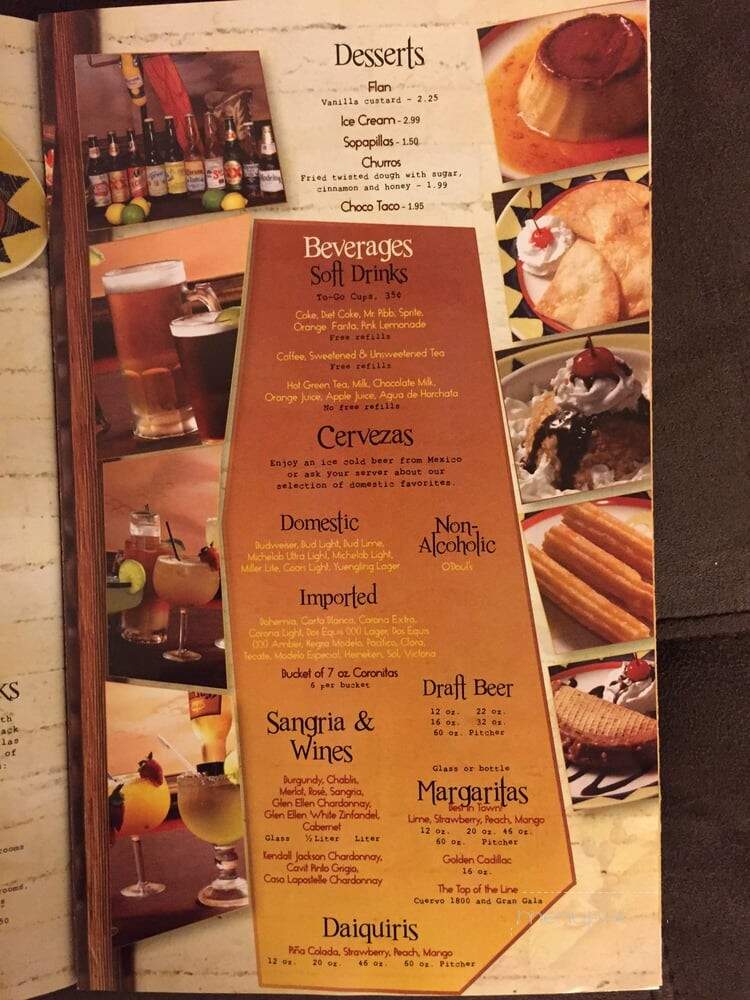 Desserts
Flan
Vanilla custard - 2.25
Ice Cream - 2.99
Sopapillas - 1.50
Churros
Fried twisted dough with sugar,
cinnamon and honey - 1.99
Choco Taco - 1.95
Beverages
Soft Drinks
To-Go Cups, 35¢
Coke, Diet Coke, Mr. Pibb, Sprite,
Orange Fanta, Pink Lemonade
Free refills
Coffee, Sweetened & Unsweetened Tea
Free refills
Hot Green Tea, Milk, Chocolate Milk,
Orange Juice, Apple Juice, Agua de Horchata
No free refills
Cervezas
Enjoy an ice cold beer from Mexico
or ask your server about our
selection of domestic favorites.
Domestic
Budweiser, Bud Light, Bud Lime,
Michelob Ultra Light, Michelob Light,
Miller Lite, Coors Light, Yuengling Lager
Non-
Alcoholic
O'Doul's
Imported
Bohemia, Carta Blanca, Corona Extra,
Corona Light, Dos Equis XX Lager, Dos Equis
XX Amber, Negra Modelo, Pacifico, Clara,
Tecate, Modelo Especial, Heineken, Sol, Victoria
Bucket of 7 oz. Coronitas
6 per bucket
Draft Beer
12 oz. 22 oz.
16 oz. 32 oz.
60 oz. Pitcher
Sangria &
Wines
Burgundy, Chablis,
Merlot, Rosé, Sangria,
Glen Ellen Chardonnay,
Glen Ellen White Zinfandel,
Cabernet
Glass ½ Liter Liter
Kendall Jackson Chardonnay,
Cavit Pinto Grigio,
Casa Lapostelle Chardonnay
Glass or bottle
Margaritas
Best in Town!
Lime, Strawberry, Peach, Mango
12 oz. 20 oz. 46 oz.
60 oz. Pitcher
Golden Cadillac
16 oz.
The Top of the Line
Cuervo 1800 and Gran Gala
Daiquiris
Piña Colada, Strawberry, Peach, Mango
12 oz. 20 oz. 46 oz. 60 oz. Pitcher